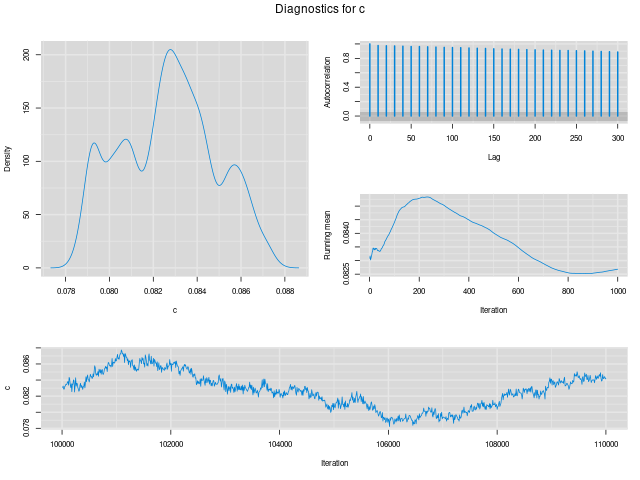 Diagnostics for c
Density
200
150
100
50
0
0.078 0.080 0.082 0.084 0.086 0.088
c
Autocorrelation
0.8
0.4
0.0
0 50 100 150 200 250 300
Lag
Running mean
0.0840
0.0825
0 200 400 600 800 1000
Iteration
c
0.086
0.082
0.078
100000 102000 104000 106000 108000 110000
Iteration